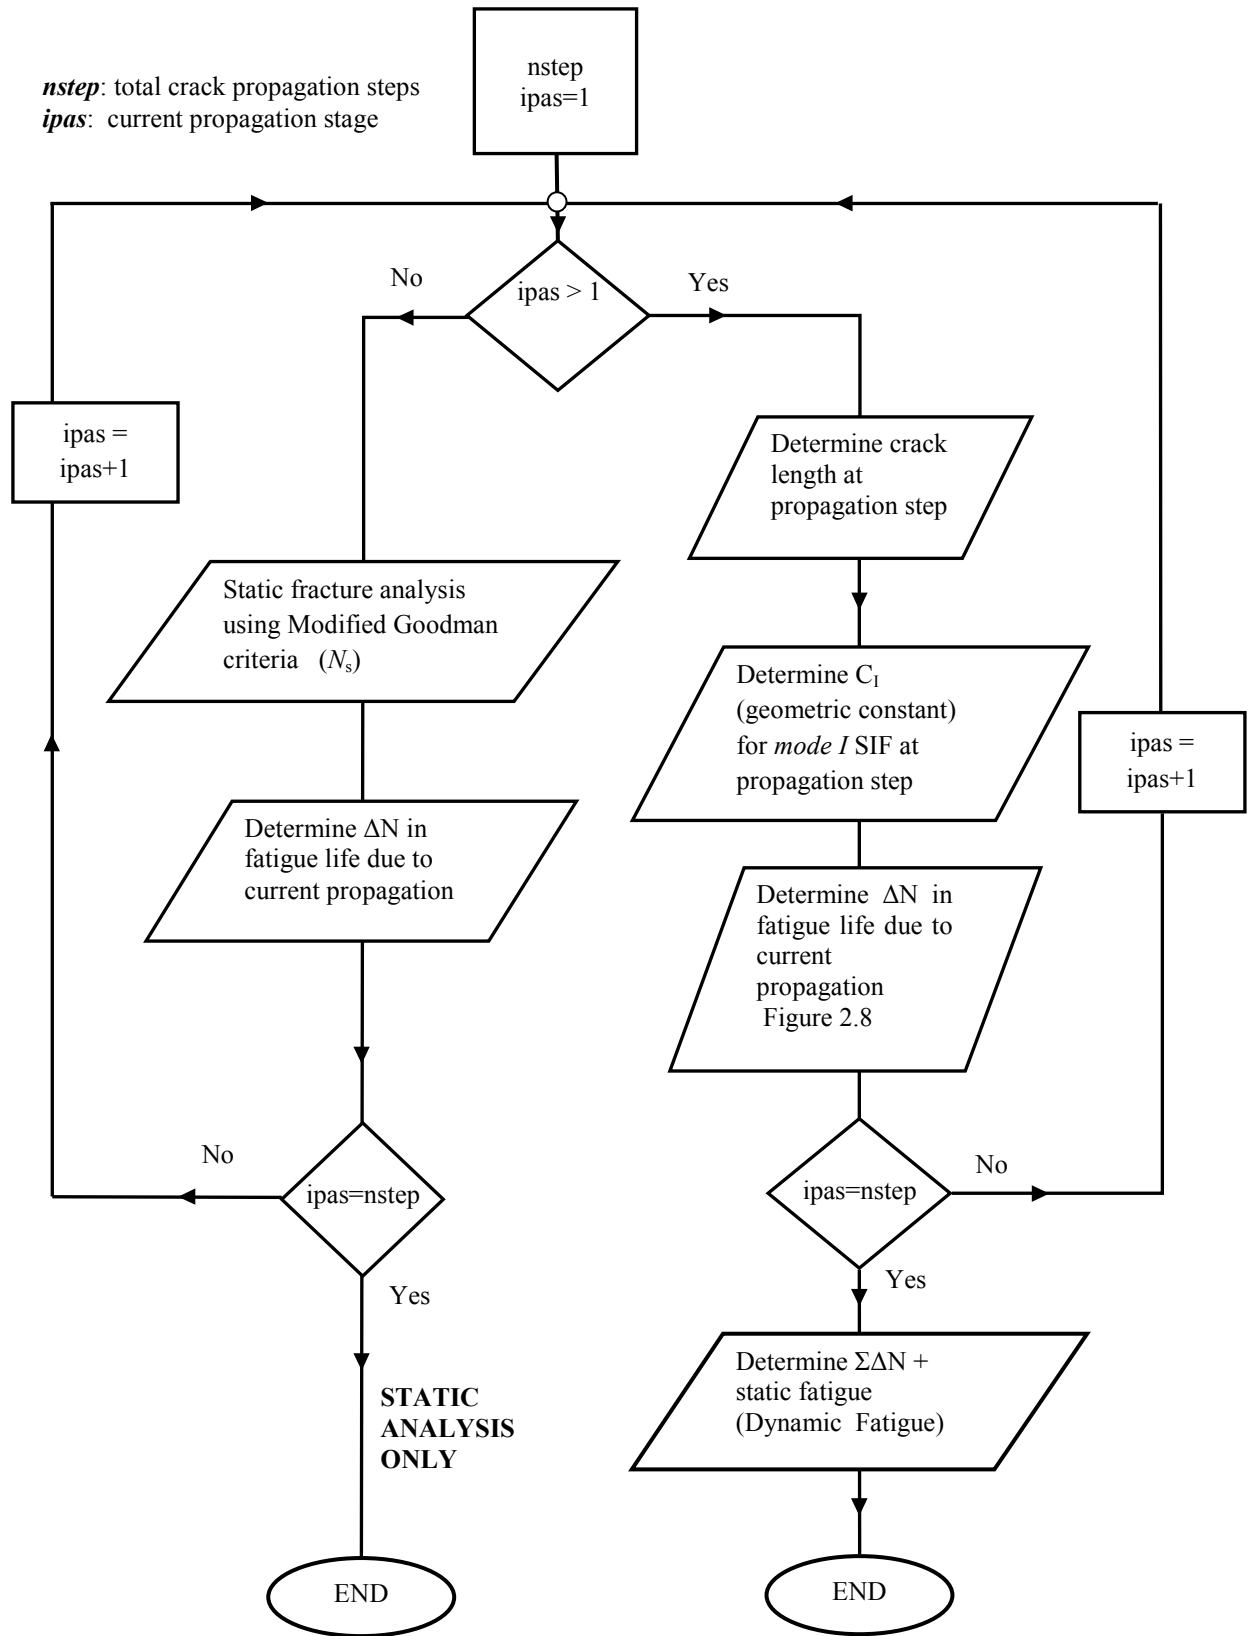 nstep
ipas=1
nstep: total crack propagation steps
ipas: current propagation stage
No
ipas > 1
Yes
ipas =
ipas+1
Determine crack
length at
propagation step
Static fracture analysis
using Modified Goodman
criteria (Ns)
Determine CI
(geometric constant)
for mode I SIF at
propagation step
ipas =
ipas+1
Determine ΔN in
fatigue life due to
current propagation
Determine ΔN in
fatigue life due to
current
propagation
Figure 2.8
No
ipas=nstep
Yes
ipas=nstep
No
Yes
STATIC
ANALYSIS
ONLY
Determine ΣΔN +
static fatigue
(Dynamic Fatigue)
END
END